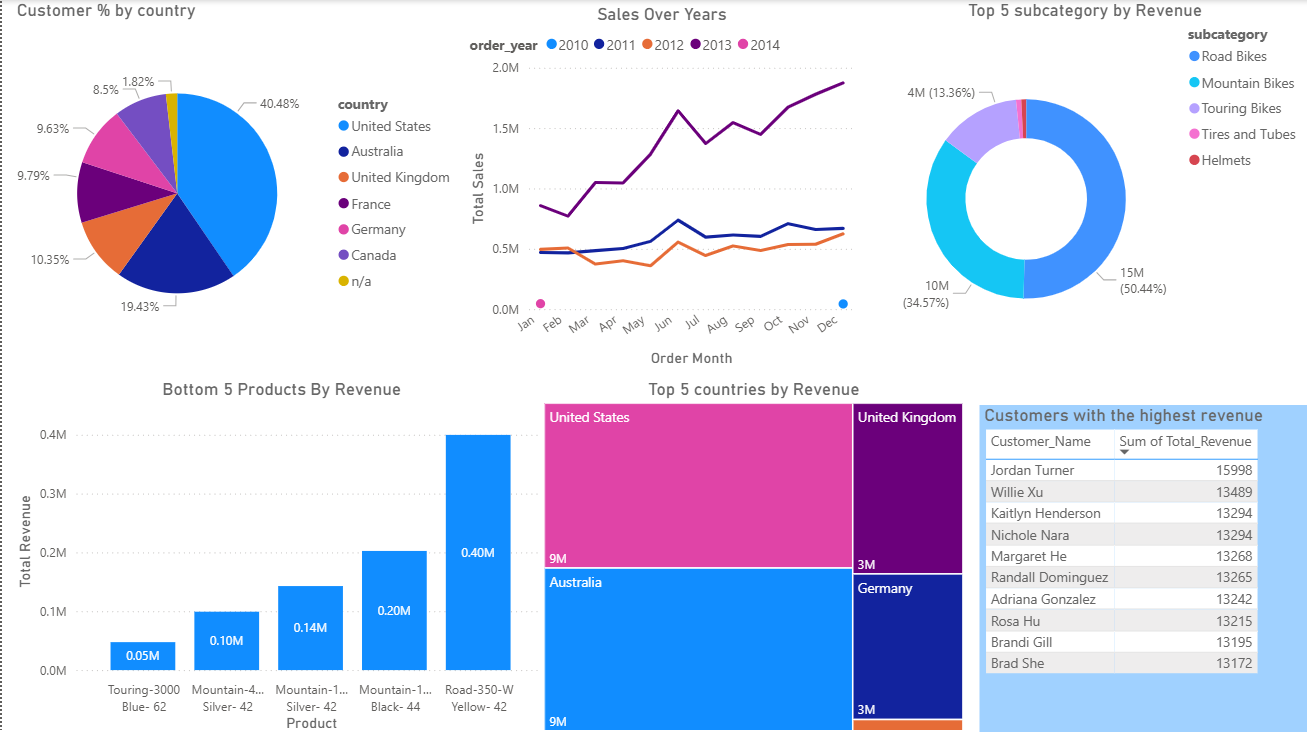 Customer % by country
1.82%
8.5%
40.48%
9.63%
9.79%
10.35%
19.43%
country
United States
Australia
United Kingdom
France
Germany
Canada
n/a
Sales Over Years
order_year 2010 2011 2012 2013 2014
Total Sales
2.0M
1.5M
1.0M
0.5M
0.0M
Jan Feb Mar Apr May Jun Jul Aug Sep Oct Nov Dec
Order Month
Top 5 subcategory by Revenue
4M (13.36%)
10M
(34.57%)
15M
(50.44%)
subcategory
Road Bikes
Mountain Bikes
Touring Bikes
Tires and Tubes
Helmets
Bottom 5 Products By Revenue
Total Revenue
0.4M
0.3M
0.2M
0.1M
0.0M
0.05M
0.10M
0.14M
0.20M
0.40M
Touring-3000
Blue- 62
Mountain-4...
Silver- 42
Mountain-1...
Silver- 42
Mountain-1...
Black- 44
Road-350-W
Yellow- 42
Product
Top 5 countries by Revenue
United States
9M
Australia
9M
United Kingdom
3M
Germany
3M
Customers with the highest revenue
Customer_Name Sum of Total_Revenue
Jordan Turner 15998
Willie Xu 13489
Kaitlyn Henderson 13294
Nichole Nara 13294
Margaret He 13268
Randall Dominguez 13265
Adriana Gonzalez 13242
Rosa Hu 13215
Brandi Gill 13195
Brad She 13172